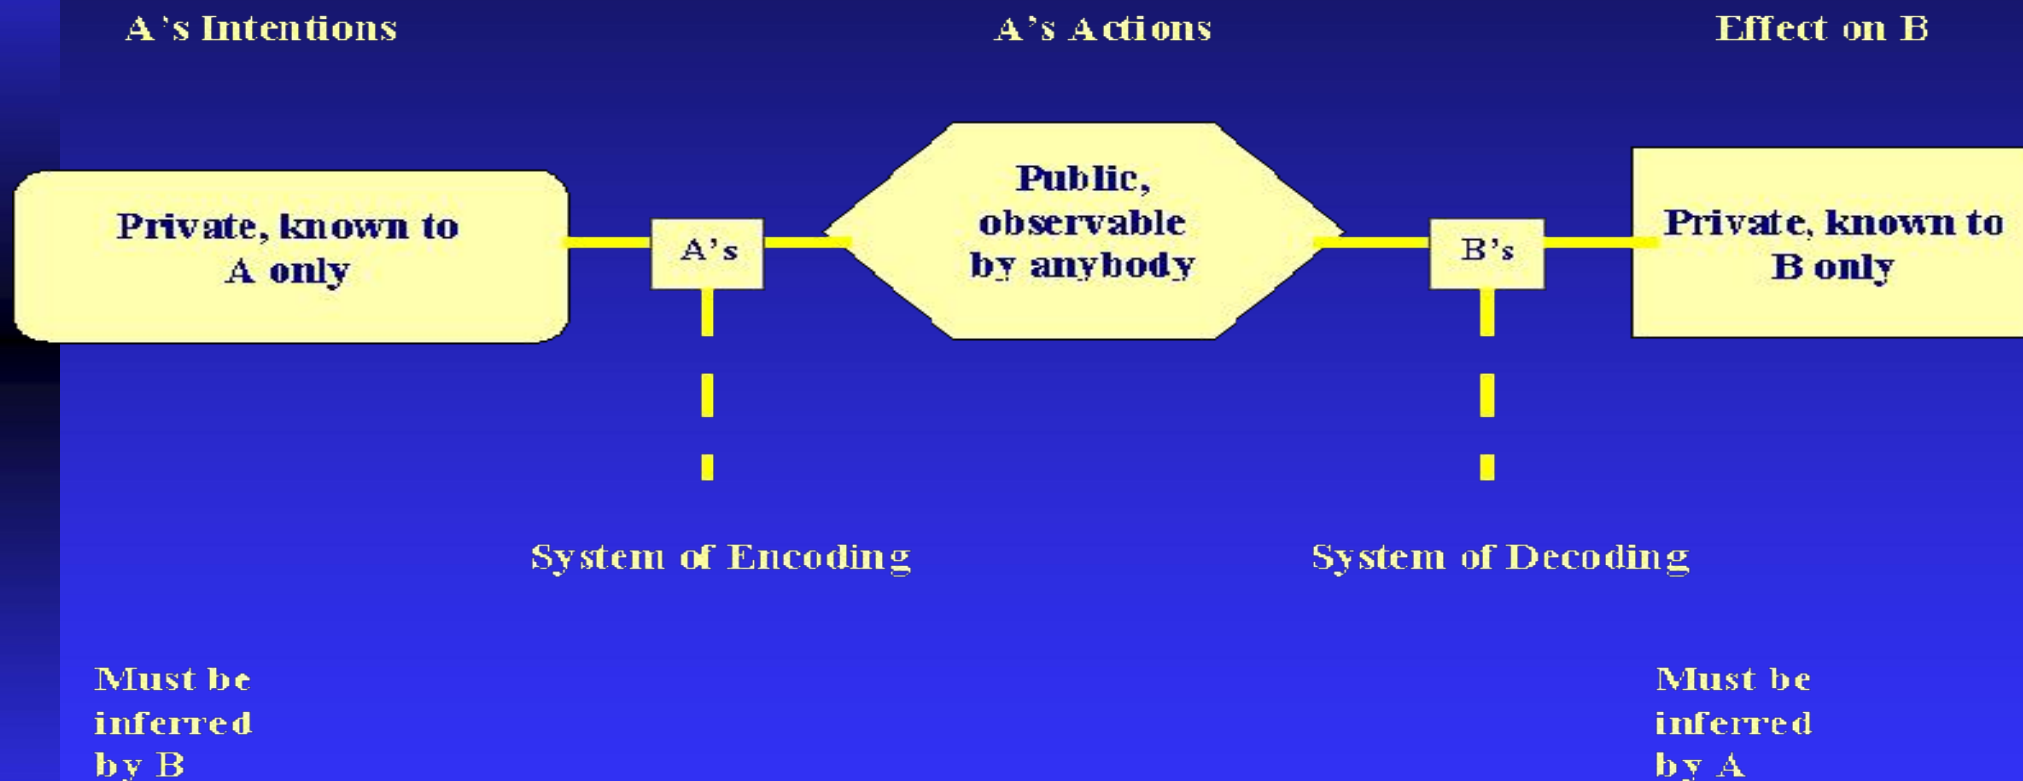 A's Intentions
A's Actions
Effect on B
Private, known to
A only
A's
Public,
observable
by anybody
B's
Private, known to
B only
System of Encoding
System of Decoding
Must be
inferred
by B
Must be
inferred
by A